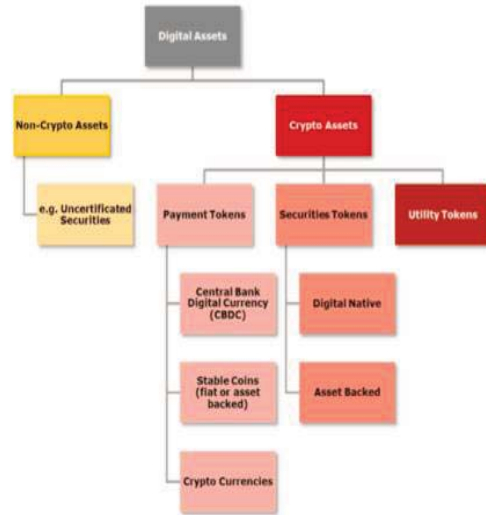 Digital Assets
Non-Crypto Assets
Crypto Assets
e.g. Uncertificated
Securities
Payment Tokens
Securities Tokens
Utility Tokens
Central Bank
Digital Currency
(CBDC)
Digital Native
Stable Coins
(fiat or asset
backed)
Asset Backed
Crypto Currencies